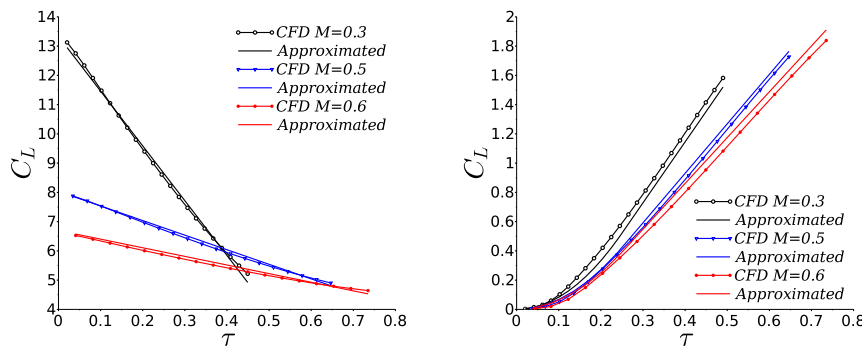 14
13
12
11
10
9
8
7
6
5
4
C_L
0 0.1 0.2 0.3 0.4 0.5 0.6 0.7 0.8
τ
CFD M=0.3
Approximated
CFD M=0.5
Approximated
CFD M=0.6
Approximated
2
1.8
1.6
1.4
1.2
1
0.8
0.6
0.4
0.2
0
C_L
0 0.1 0.2 0.3 0.4 0.5 0.6 0.7 0.8
τ
CFD M=0.3
Approximated
CFD M=0.5
Approximated
CFD M=0.6
Approximated